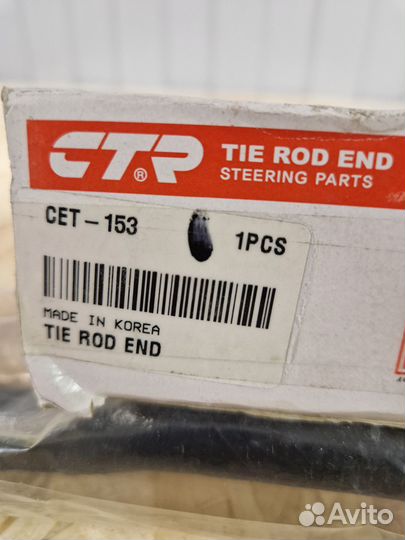 CTR® TIE ROD END
STEERING PARTS
CET-153 1PCS
MADE IN KOREA
TIE ROD END
Avito